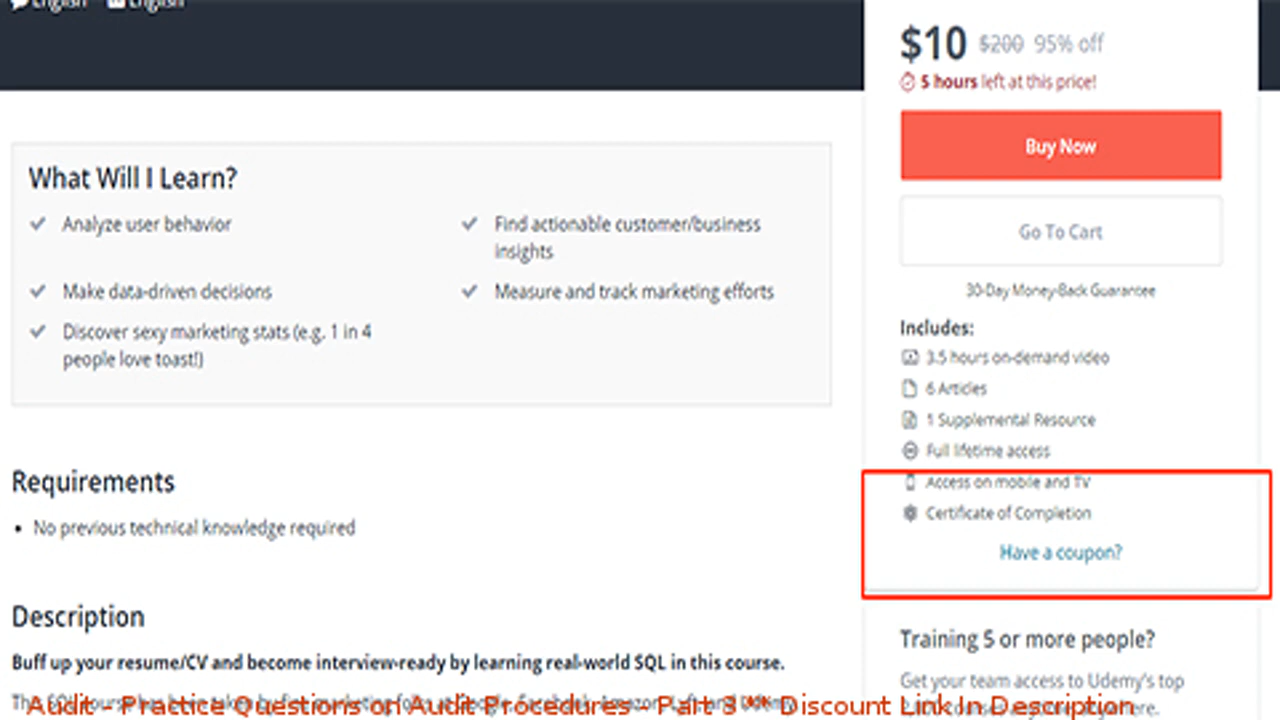 English English
What Will I Learn?
Analyze user behavior
Find actionable customer/business
insights
Make data-driven decisions
Measure and track marketing efforts
Discover sexy marketing stats (e.g. 1 in 4
people love toast!)
Requirements
• No previous technical knowledge required
Description
Buff up your resume/CV and become interview-ready by learning real-world SQL in this course.
$10 $200 95% off
5 hours left at this price!
Buy Now
Go To Cart
30-Day Money-Back Guarantee
Includes:
3.5 hours on-demand video
6 Articles
1 Supplemental Resource
Full lifetime access
Access on mobile and TV
Certificate of Completion
Have a coupon?
Training 5 or more people?
Get your team access to Udemy's top
Audit - Practice Questions on Audit Procedures - Part 3 Discount Link In Description